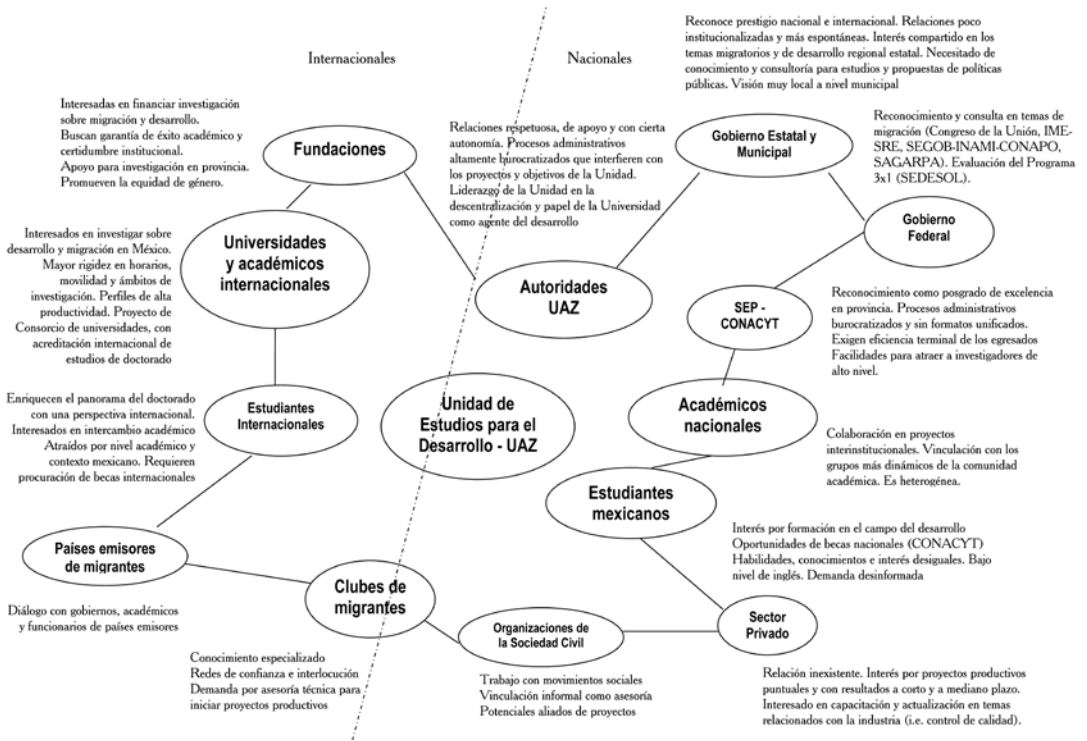 Internacionales
Nacionales
Reconoce prestigio nacional e internacional. Relaciones poco
institucionalizadas y más espontáneas. Interés compartido en los
temas migratorios y de desarrollo regional estatal. Necesitado de
conocimiento y consultoría para estudios y propuestas de políticas
públicas. Visión muy local a nivel municipal
Interesadas en financiar investigación
sobre migración y desarrollo.
Buscan garantía de éxito académico y
certidumbre institucional.
Apoyo para investigación en provincia.
Promueven la equidad de género.
Fundaciones
Relaciones respetuosa, de apoyo y con cierta
autonomía. Procesos administrativos
altamente burocratizados que interfieren con
los proyectos y objetivos de la Unidad.
Liderazgo de la Unidad en la
descentralización y papel de la Universidad
como agente del desarrollo
Gobierno Estatal y
Municipal
Reconocimiento y consulta en temas de
migración (Congreso de la Unión, IME-
SRE, SEGOB-INAMI-CONAPO,
SAGARPA). Evaluación del Programa
3x1 (SEDESOL).
Gobierno
Federal
Interesados en investigar sobre
desarrollo y migración en México.
Mayor rigidez en horarios,
movilidad y ámbitos de
investigación. Perfiles de alta
productividad. Proyecto de
Consorcio de universidades, con
acreditación internacional de
estudios de doctorado
Universidades
y académicos
internacionales
Autoridades
UAZ
SEP -
CONACYT
Reconocimiento como posgrado de excelencia
en provincia. Procesos administrativos
burocratizados y sin formatos unificados.
Exigen eficiencia terminal de los egresados
Facilidades para atraer a investigadores de
alto nivel.
Enriquecen el panorama del doctorado
con una perspectiva internacional.
Interesados en intercambio académico
Atraídos por nivel académico y
contexto mexicano. Requieren
procuración de becas internacionales
Estudiantes
Internacionales
Unidad de
Estudios para el
Desarrollo - UAZ
Académicos
nacionales
Colaboración en proyectos
interinstitucionales. Vinculación con los
grupos más dinámicos de la comunidad
académica. Es heterogénea.
Estudiantes
mexicanos
Interés por formación en el campo del desarrollo
Oportunidades de becas nacionales (CONACYT)
Habilidades, conocimientos e interés desiguales. Bajo
nivel de inglés. Demanda desinformada
Países emisores
de migrantes
Diálogo con gobiernos, académicos
y funcionarios de países emisores
Clubes de
migrantes
Conocimiento especializado
Redes de confianza e interlocución
Demanda por asesoría técnica para
iniciar proyectos productivos
Organizaciones de
la Sociedad Civil
Trabajo con movimientos sociales
Vinculación informal como asesoría
Potenciales aliados de proyectos
Sector
Privado
Relación inexistente. Interés por proyectos productivos
puntuales y con resultados a corto y a mediano plazo.
Interesado en capacitación y actualización en temas
relacionados con la industria (i.e. control de calidad).